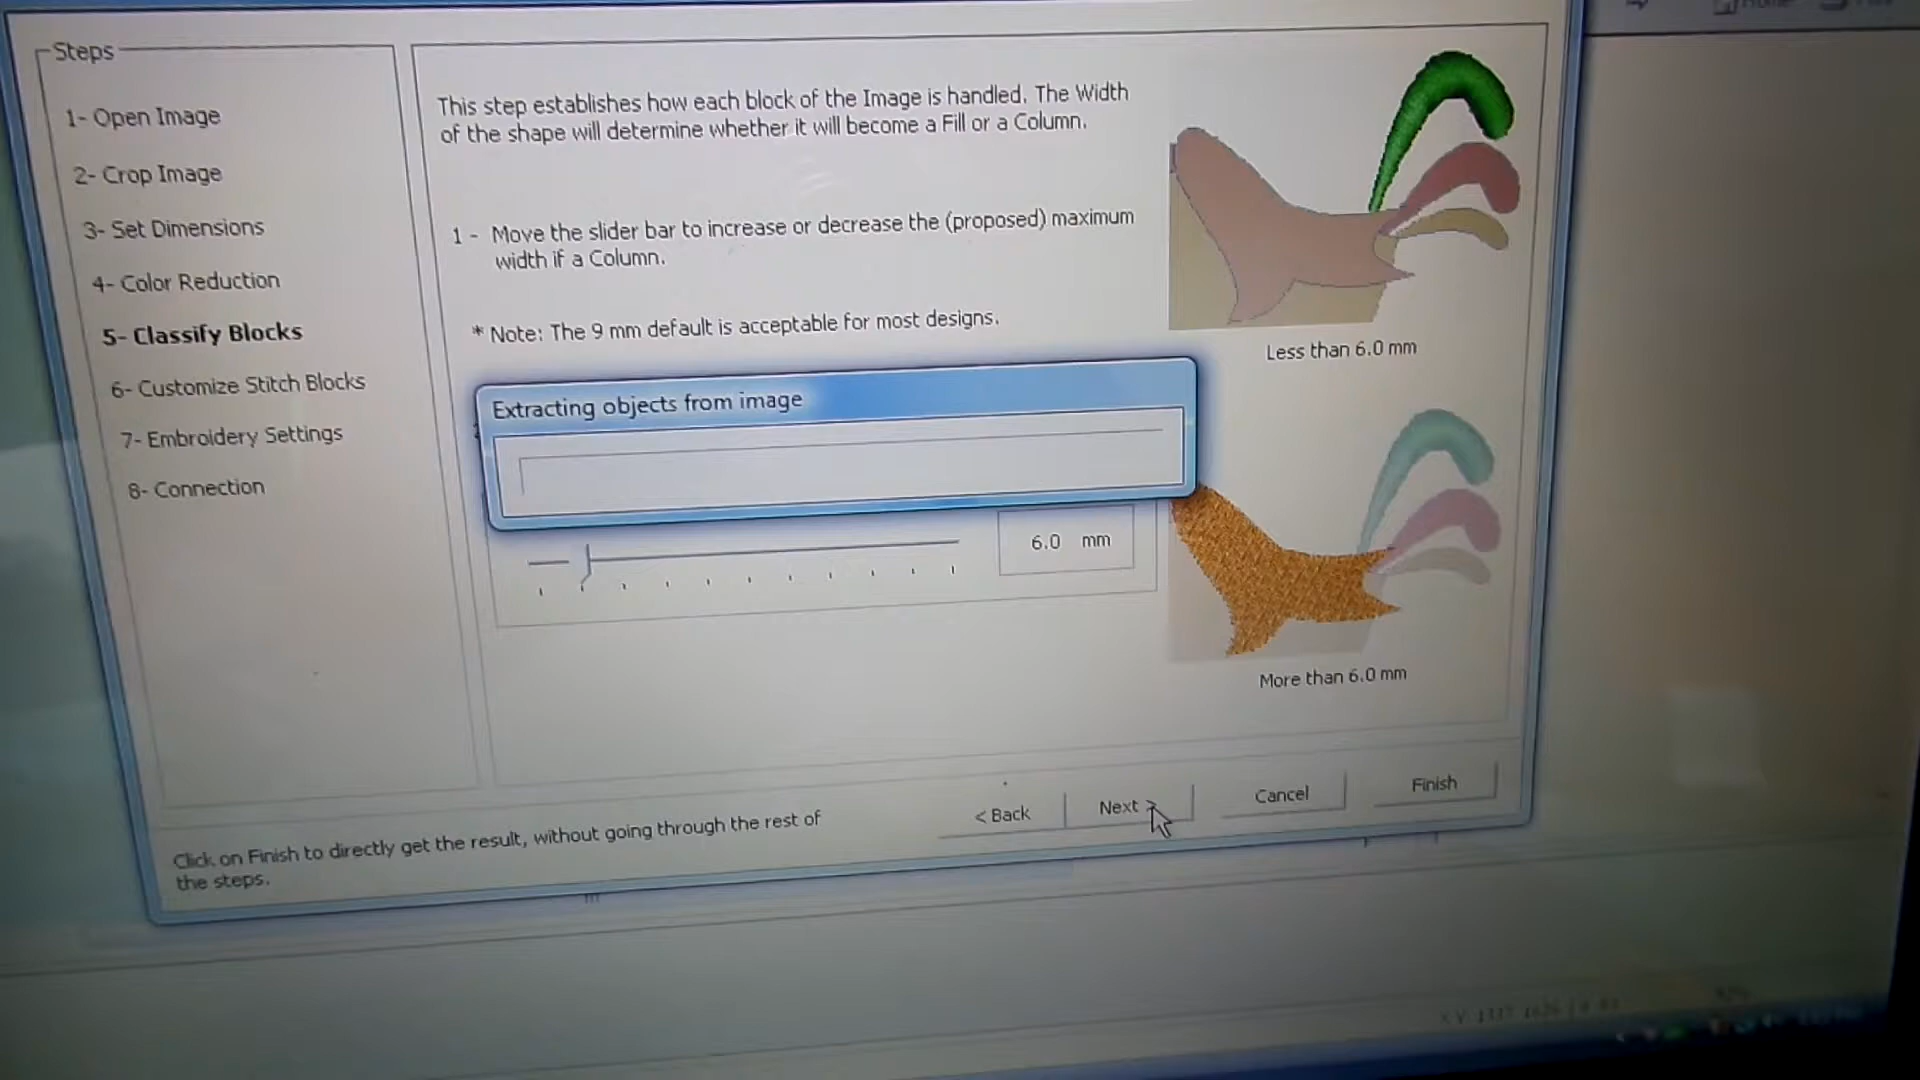 Steps
1- Open Image
2- Crop Image
3- Set Dimensions
4- Color Reduction
5- Classify Blocks
6- Customize Stitch Blocks
7- Embroidery Settings
8- Connection
This step establishes how each block of the Image is handled. The Width
of the shape will determine whether it will become a Fill or a Column.
1 - Move the slider bar to increase or decrease the (proposed) maximum
width if a Column.
* Note: The 9 mm default is acceptable for most designs.
Extracting objects from image
6.0 mm
Less than 6.0 mm
More than 6.0 mm
< Back
Next >
Cancel
Finish
Click on Finish to directly get the result, without going through the rest of
the steps.